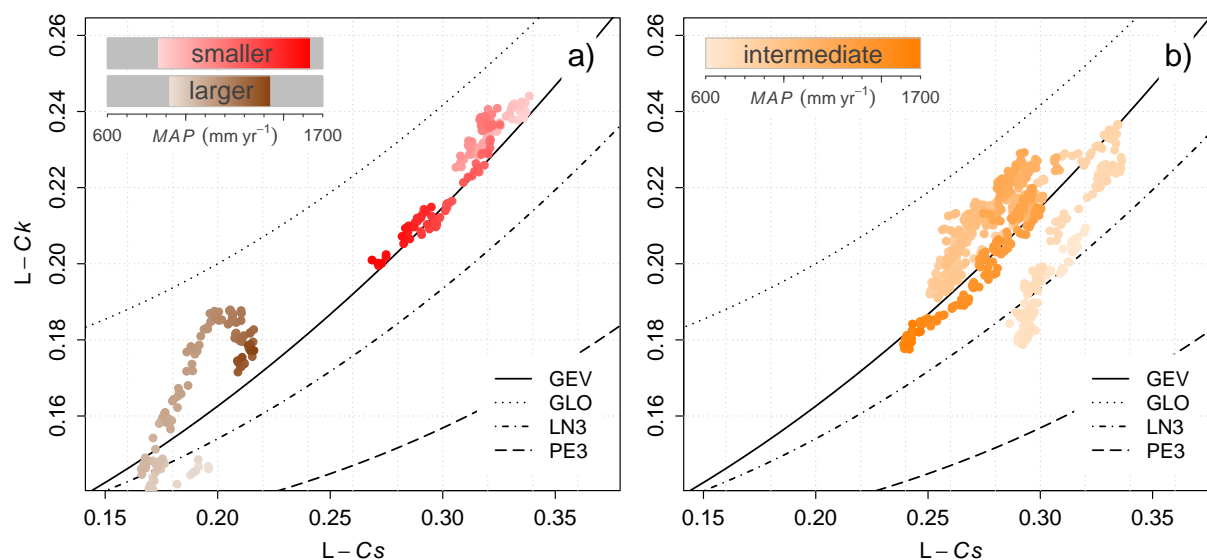 smaller
larger
600 MAP (mm yr−1) 1700
a)
0.16 0.18 0.20 0.22 0.24 0.26
L−Ck
GEV
GLO
LN3
PE3
0.15 0.20 0.25 0.30 0.35
L−Cs
intermediate
600 MAP (mm yr−1) 1700
b)
0.16 0.18 0.20 0.22 0.24 0.26
GEV
GLO
LN3
PE3
0.15 0.20 0.25 0.30 0.35
L−Cs